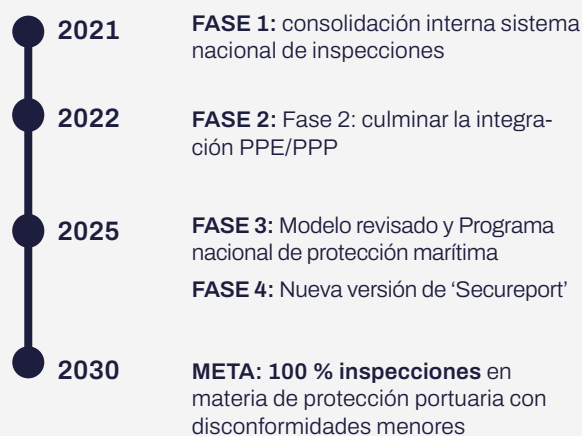 2021
FASE 1: consolidación interna sistema
nacional de inspecciones
2022
FASE 2: Fase 2: culminar la integra-
ción PPE/PPP
2025
FASE 3: Modelo revisado y Programa
nacional de protección marítima
FASE 4: Nueva versión de ‘Secureport’
2030
META: 100 % inspecciones en
materia de protección portuaria con
disconformidades menores